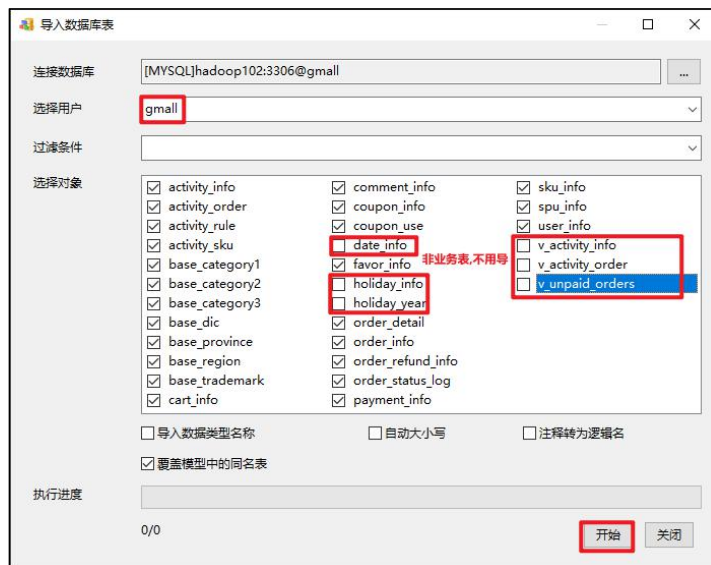 导入数据库表
连接数据库
[MYSQL]hadoop102:3306@gmall
...
选择用户
gmall
过滤条件
选择对象
activity_info
activity_order
activity_rule
activity_sku
base_category1
base_category2
base_category3
base_dic
base_province
base_region
base_trademark
cart_info
comment_info
coupon_info
coupon_use
date_info
favor_info
holiday_info
holiday_year
order_detail
order_info
order_refund_info
order_status_log
payment_info
sku_info
spu_info
user_info
v_activity_info
v_activity_order
v_unpaid_orders
非业务表,不用导
导入数据类型名称
自动大小写
注释转为逻辑名
覆盖模型中的同名表
执行进度
0/0
开始
关闭